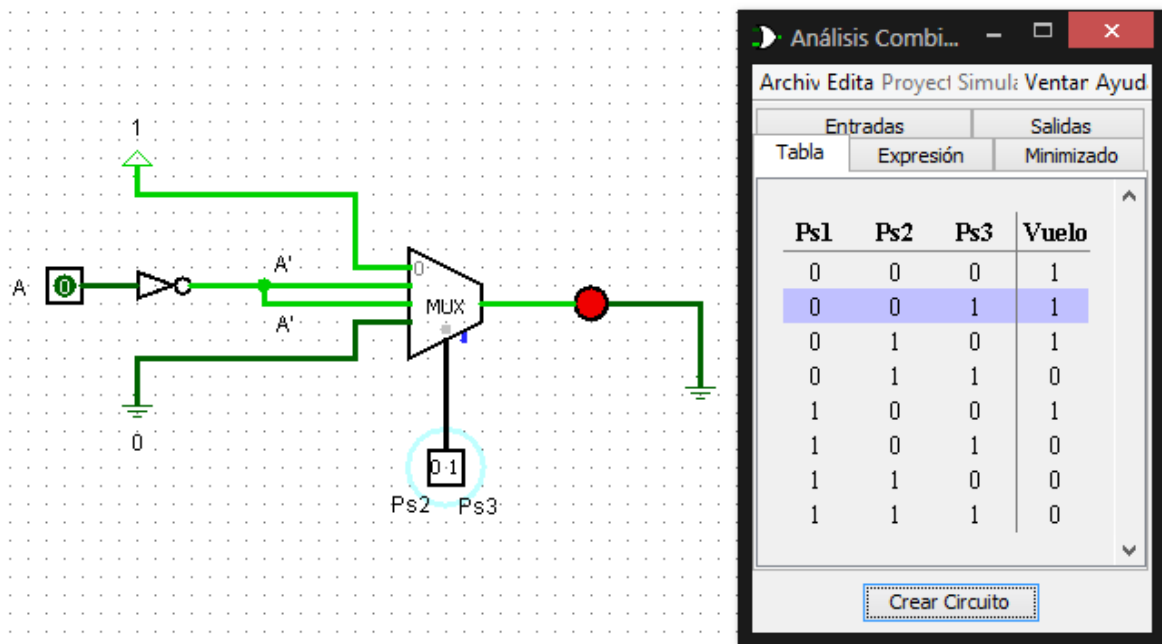 1
A
0
A'
A'
0
MUX
0
0 1
Ps2 Ps3
Análisis Combi...
Archiv Edita Proyect Simula Ventar Ayud
Entradas Salidas
Tabla Expresión Minimizado
Ps1 Ps2 Ps3 Vuelo
0 0 0 1
0 0 1 1
0 1 0 1
0 1 1 0
1 0 0 1
1 0 1 0
1 1 0 0
1 1 1 0
Crear Circuito